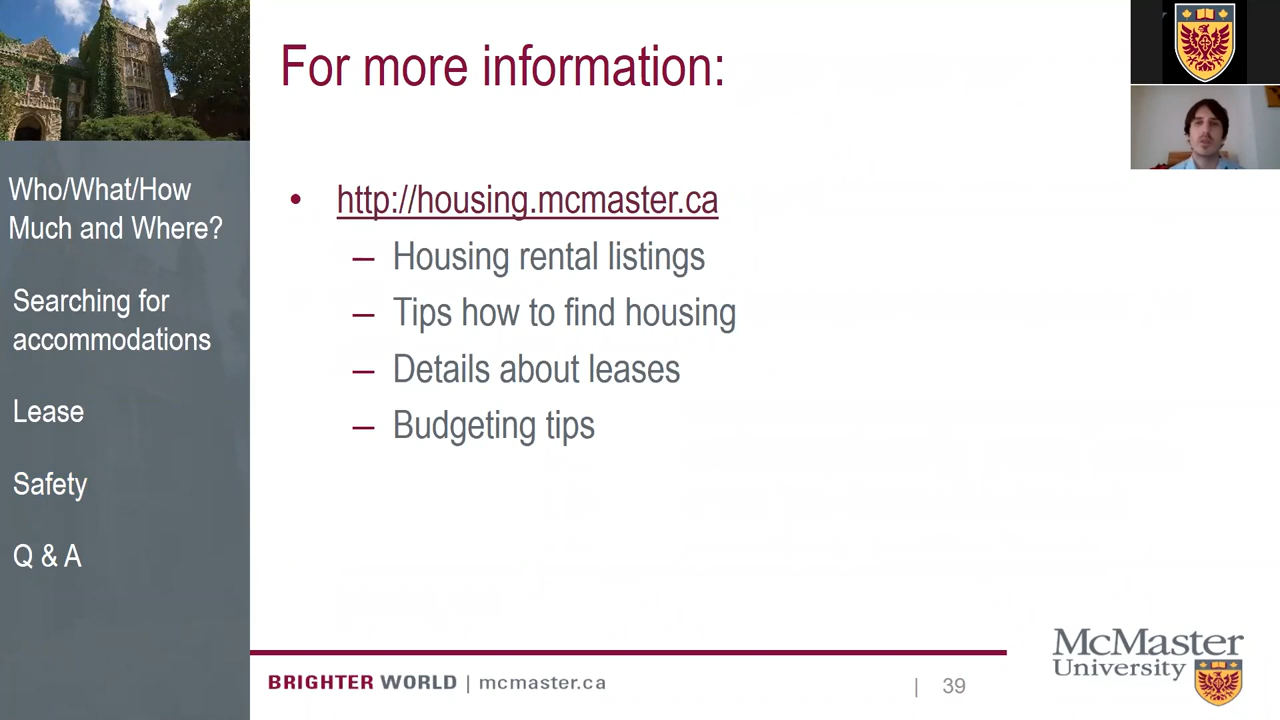 For more information:
Who/What/How
Much and Where?
Searching for
accommodations
Lease
Safety
Q & A
• http://housing.mcmaster.ca
– Housing rental listings
– Tips how to find housing
– Details about leases
– Budgeting tips
BRIGHTER WORLD | mcmaster.ca
| 39
McMaster
University